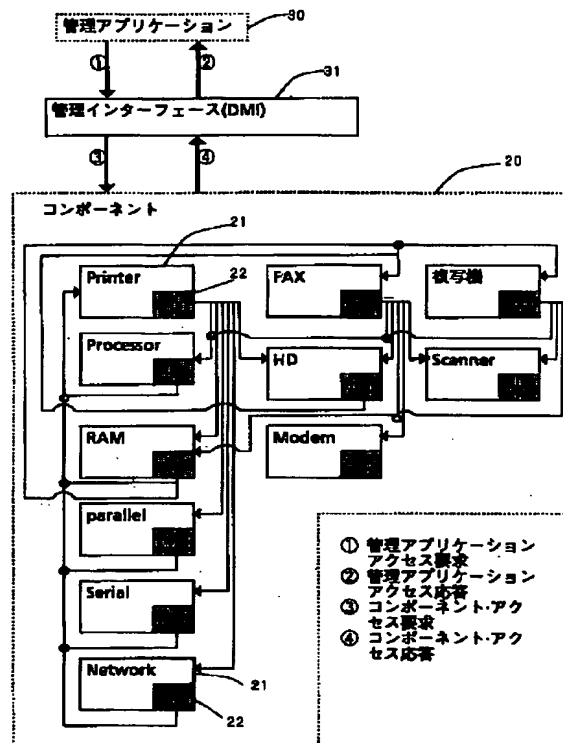 30
管理アプリケーション
① ②
31
管理インターフェース(DMI)
③ ④
20
コンポーネント
21
Printer
22
FAX
複写機
Processor
HD
Scanner
RAM
Modem
parallel
Serial
Network
21
22
① 管理アプリケーション
アクセス要求
② 管理アプリケーション
アクセス応答
③ コンポーネント・アク
セス要求
④ コンポーネント・アク
セス応答